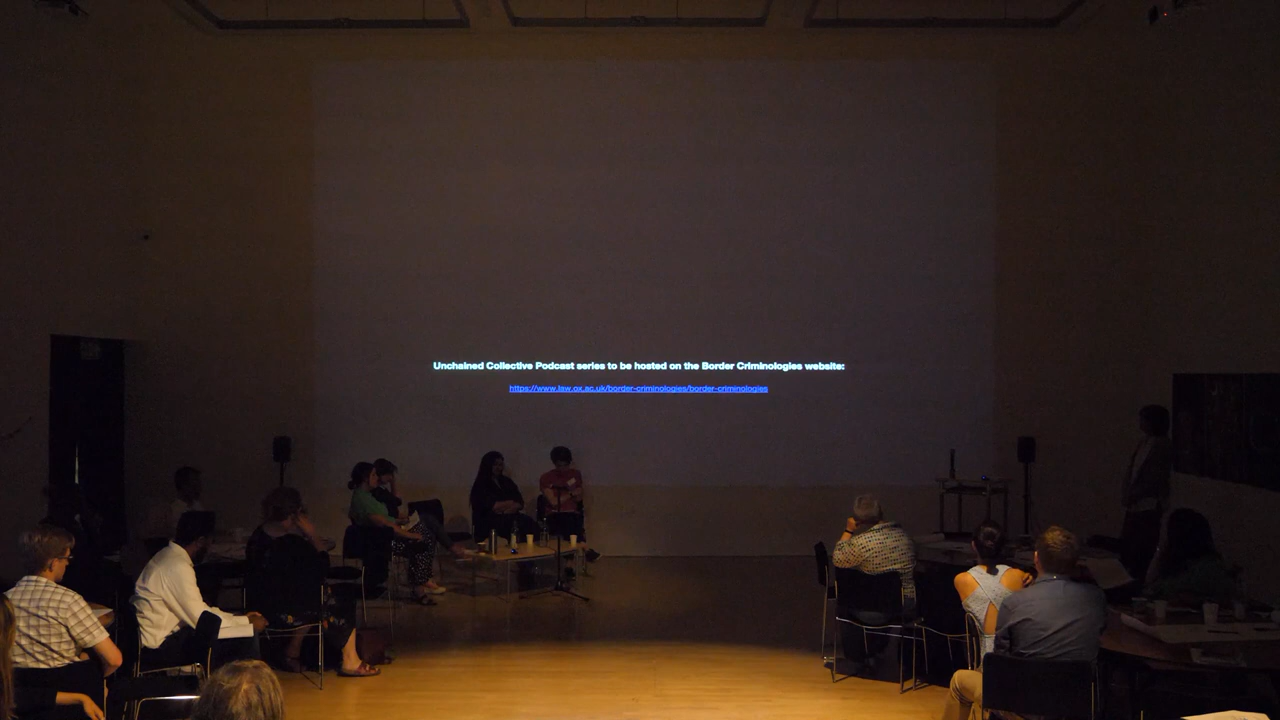 Unchained Collective Podcast series to be hosted on the Border Criminologies website:
https://www.law.ox.ac.uk/border-criminologies/border-criminologies